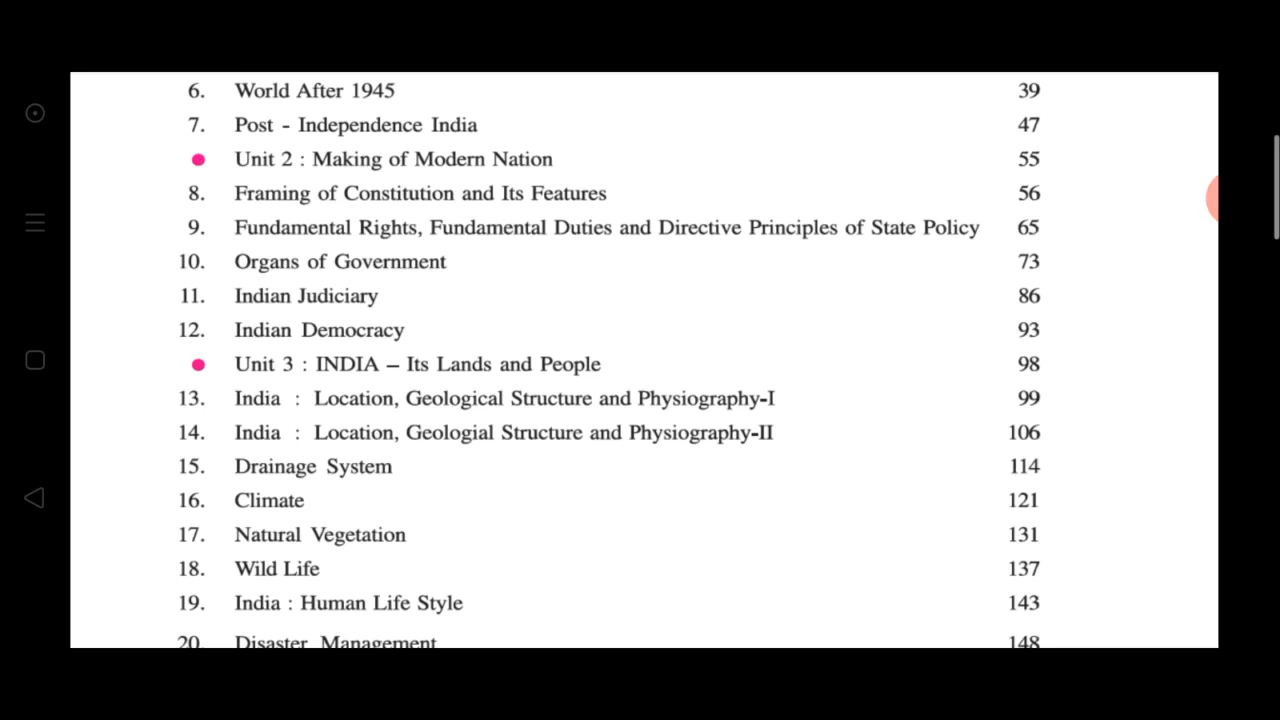 6. World After 1945 39
7. Post - Independence India 47
● Unit 2 : Making of Modern Nation 55
8. Framing of Constitution and Its Features 56
9. Fundamental Rights, Fundamental Duties and Directive Principles of State Policy 65
10. Organs of Government 73
11. Indian Judiciary 86
12. Indian Democracy 93
● Unit 3 : INDIA – Its Lands and People 98
13. India : Location, Geological Structure and Physiography-I 99
14. India : Location, Geologial Structure and Physiography-II 106
15. Drainage System 114
16. Climate 121
17. Natural Vegetation 131
18. Wild Life 137
19. India : Human Life Style 143
20. Disaster Management 148